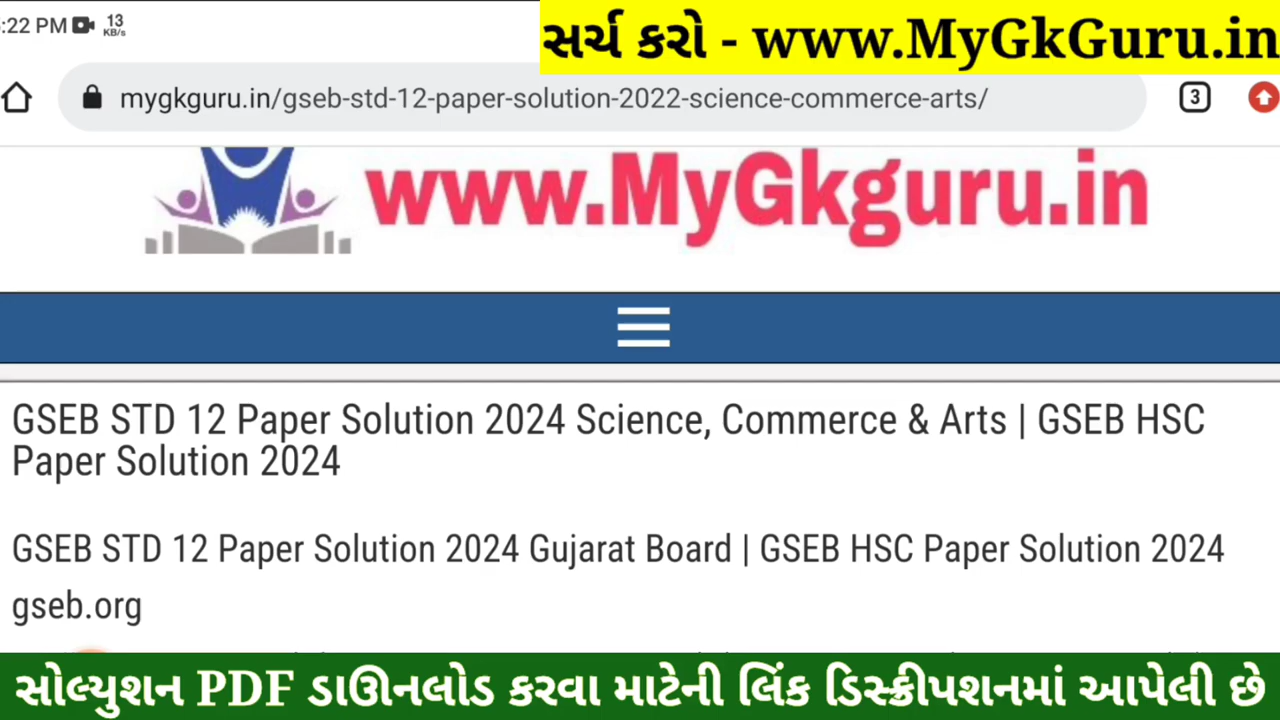 :22 PM 13 KB/s
સર્ચ કરો - www.MyGkGuru.in
mygkguru.in/gseb-std-12-paper-solution-2022-science-commerce-arts/
3
www.MyGkguru.in
GSEB STD 12 Paper Solution 2024 Science, Commerce & Arts | GSEB HSC
Paper Solution 2024
GSEB STD 12 Paper Solution 2024 Gujarat Board | GSEB HSC Paper Solution 2024
gseb.org
સોલ્યુશન PDF ડાઊનલોડ કરવા માટેની લિંક ડિસ્ક્રીપશનમાં આપેલી છે